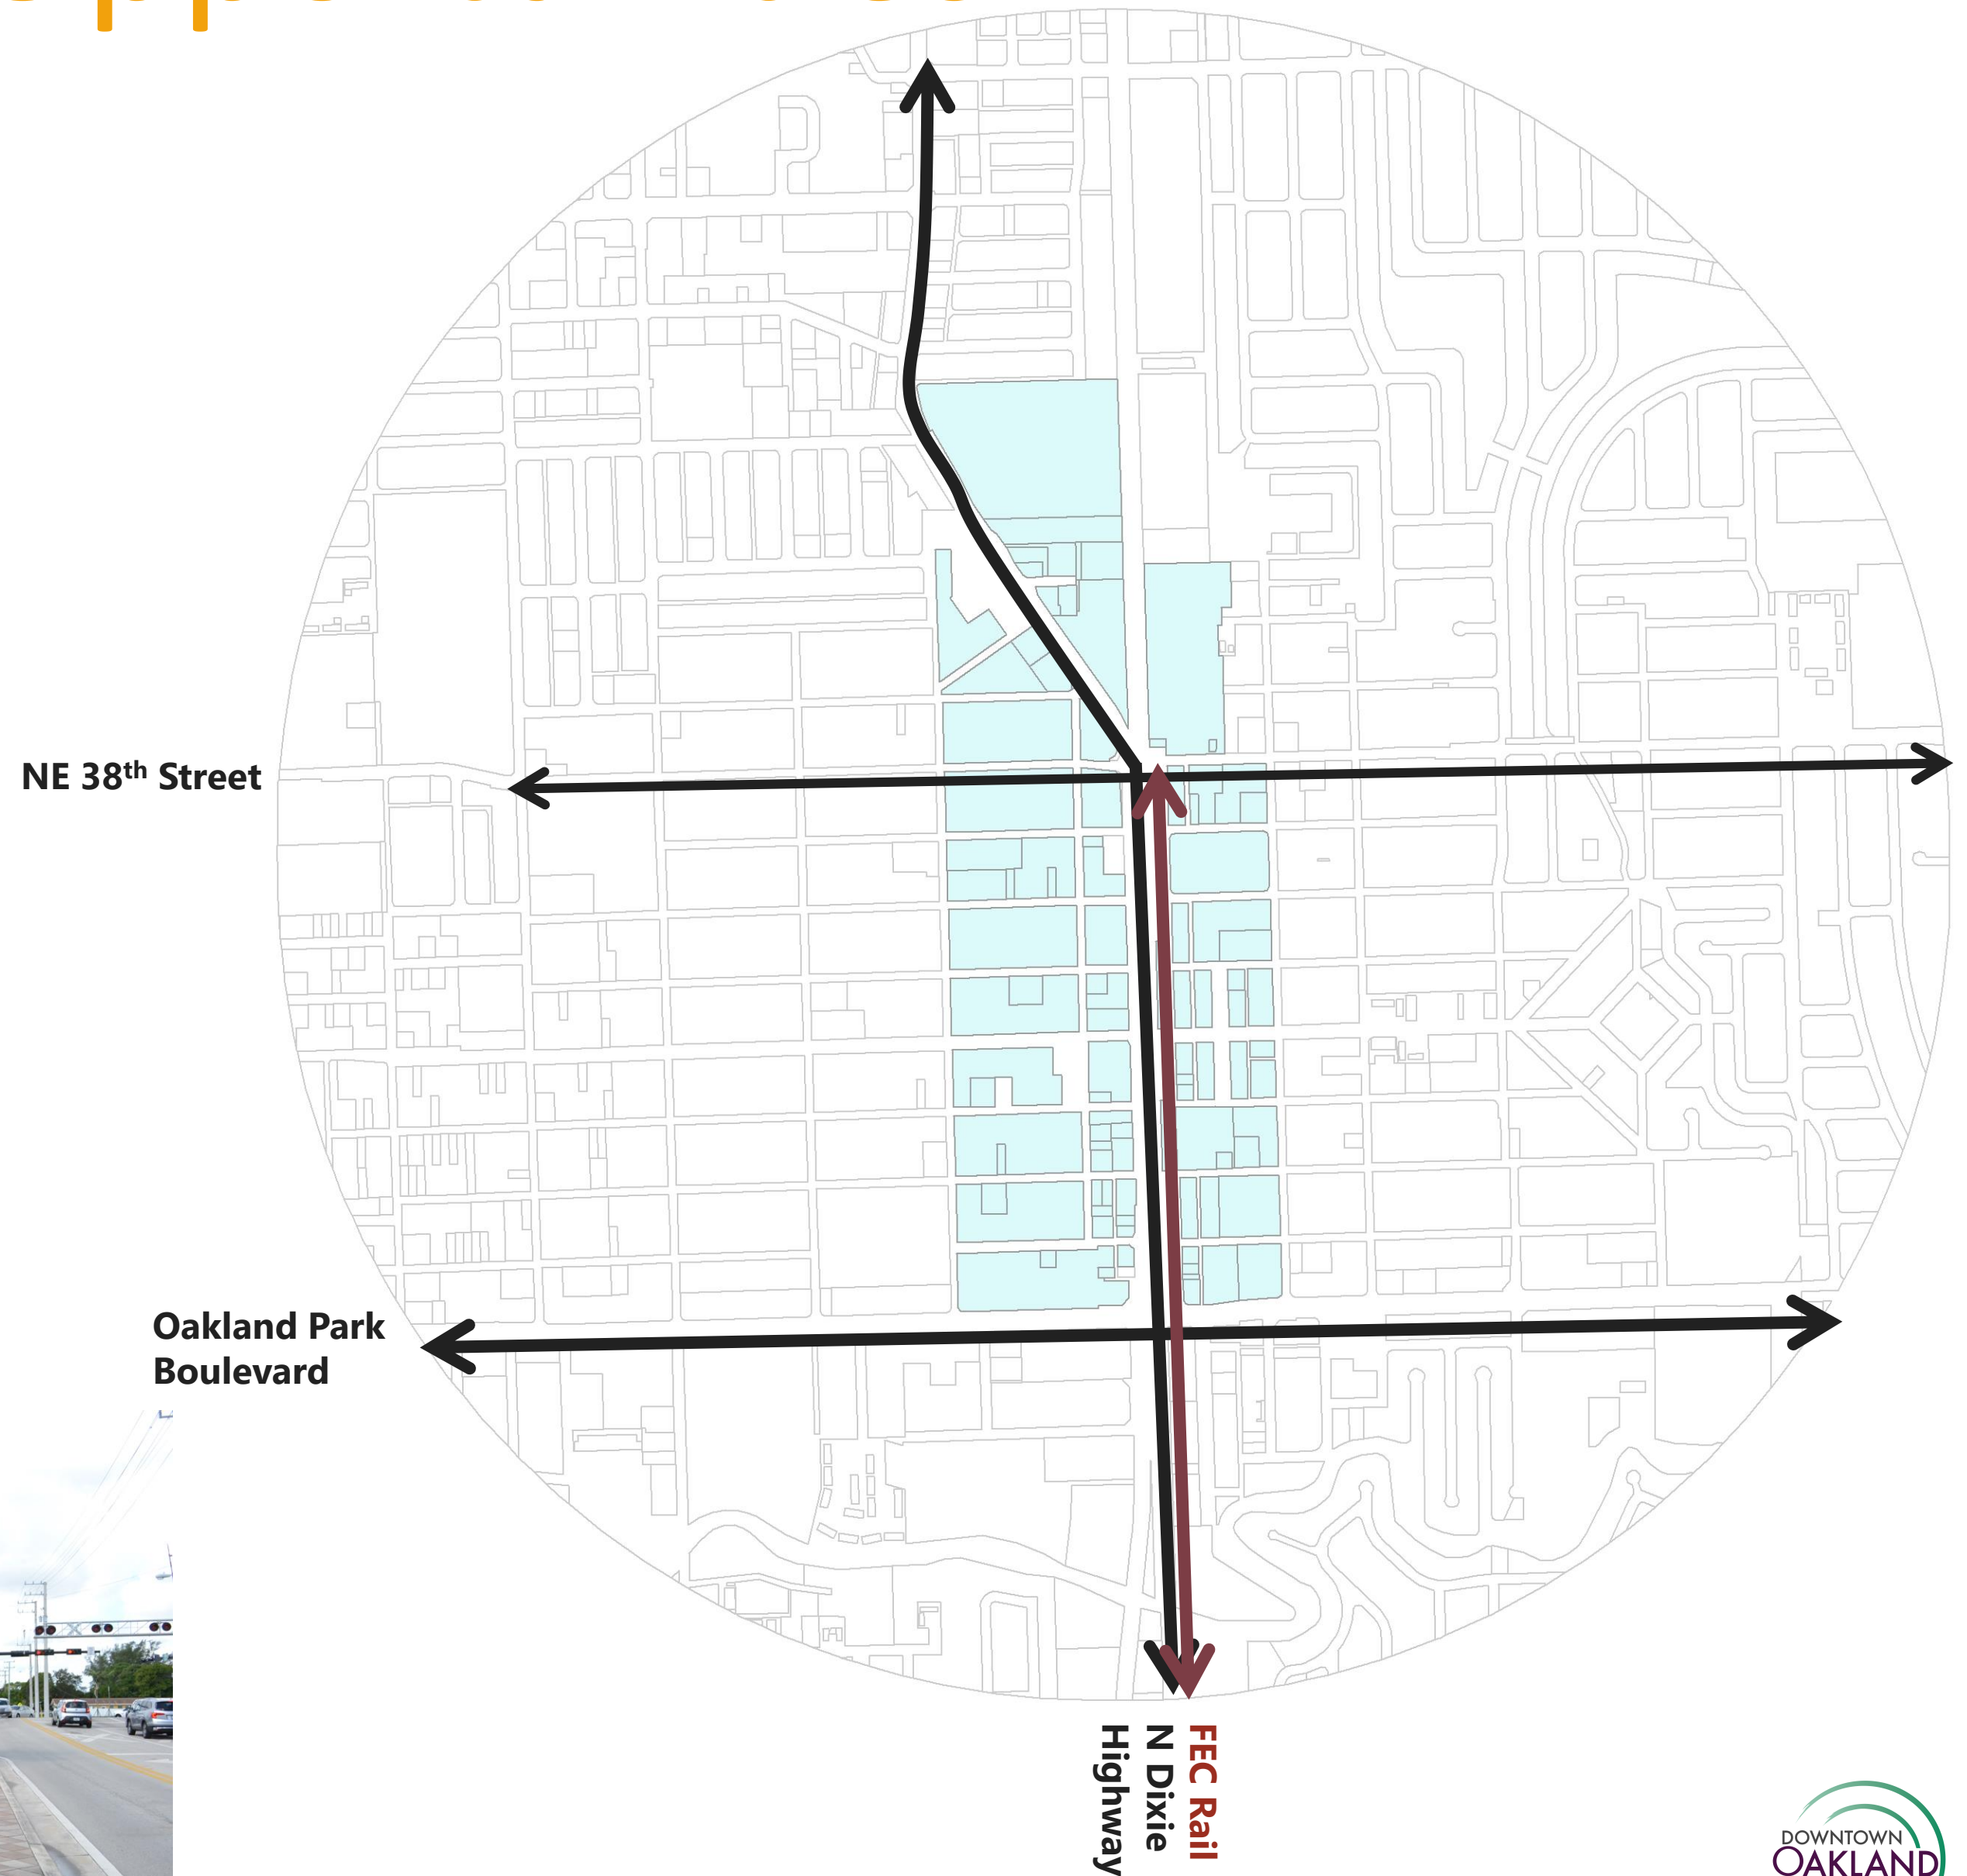 NE 38th Street
Oakland Park
Boulevard
FEC Rail
N Dixie
Highway
DOWNTOWN
OAKLAND